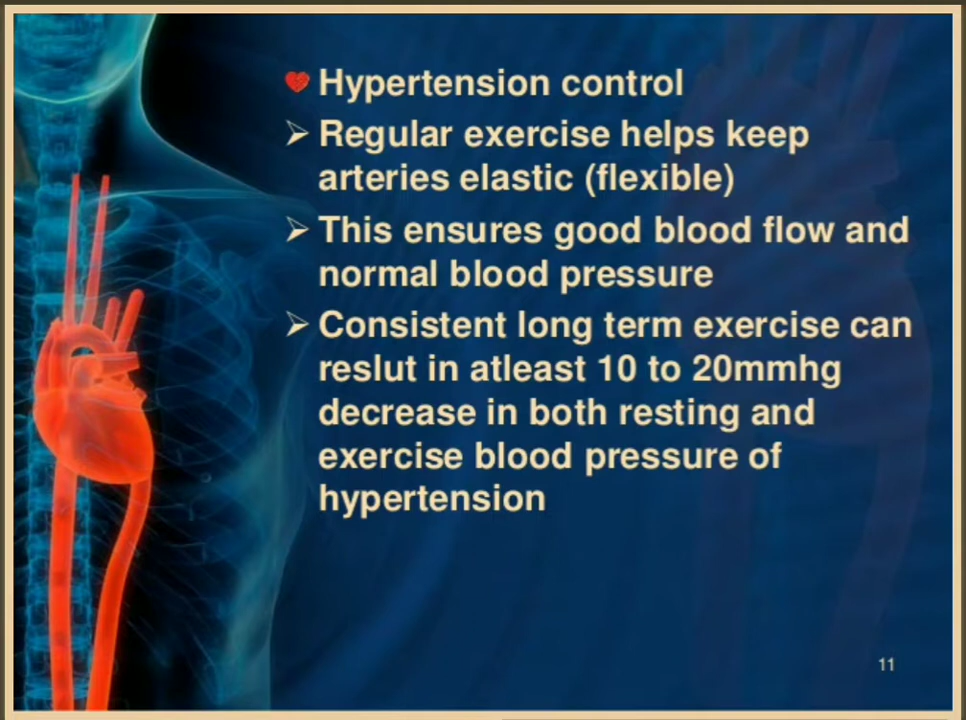 Hypertension control
Regular exercise helps keep
arteries elastic (flexible)
This ensures good blood flow and
normal blood pressure
Consistent long term exercise can
reslut in atleast 10 to 20mmhg
decrease in both resting and
exercise blood pressure of
hypertension
11